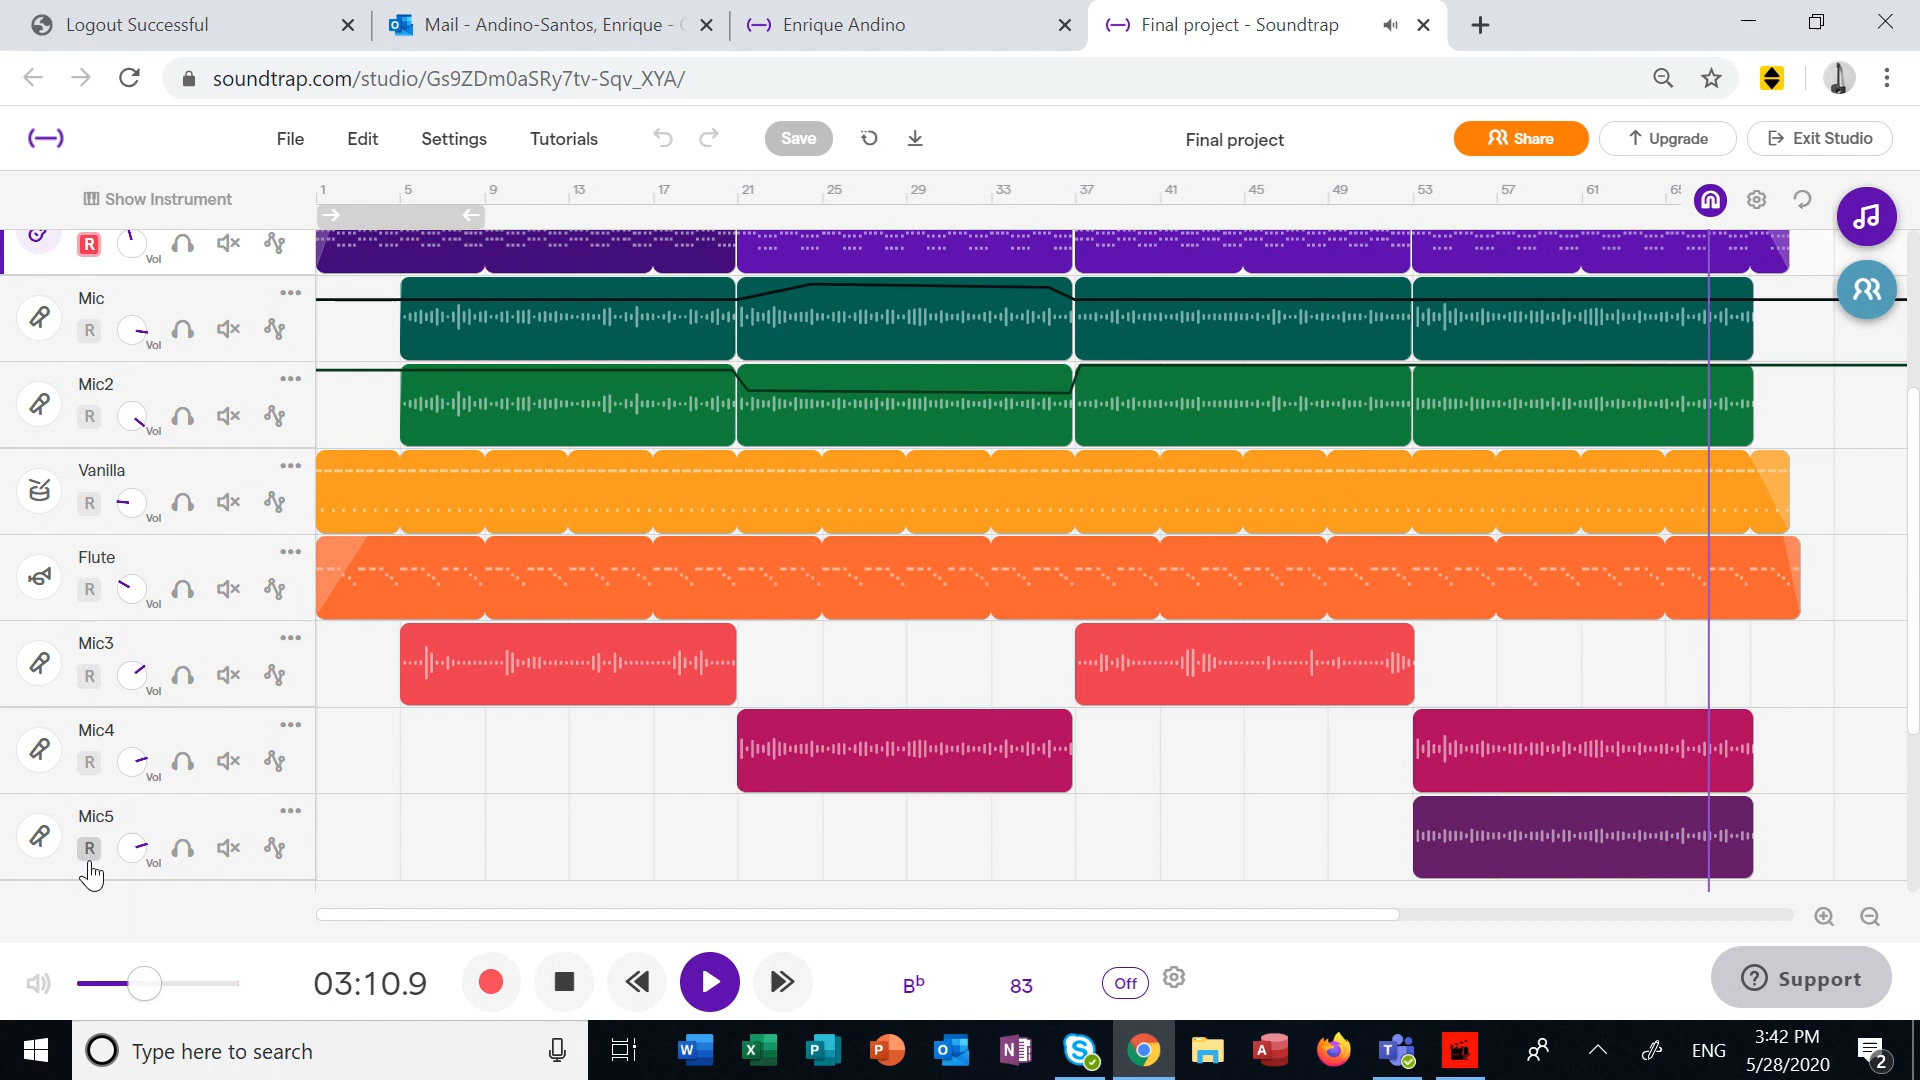 Logout Successful
Mail - Andino-Santos, Enrique -
Enrique Andino
Final project - Soundtrap
soundtrap.com/studio/Gs9ZDm0aSRy7tv-Sqv_XYA/
File Edit Settings Tutorials Save Final project Share Upgrade Exit Studio
Show Instrument
1 5 9 13 17 21 25 29 33 37 41 45 49 53 57 61 65
R Vol
Mic
R Vol
Mic2
R Vol
Vanilla
R Vol
Flute
R Vol
Mic3
R Vol
Mic4
R Vol
Mic5
R Vol
03:10.9 Bb 83 Off Support
Type here to search
ENG
3:42 PM
5/28/2020
2